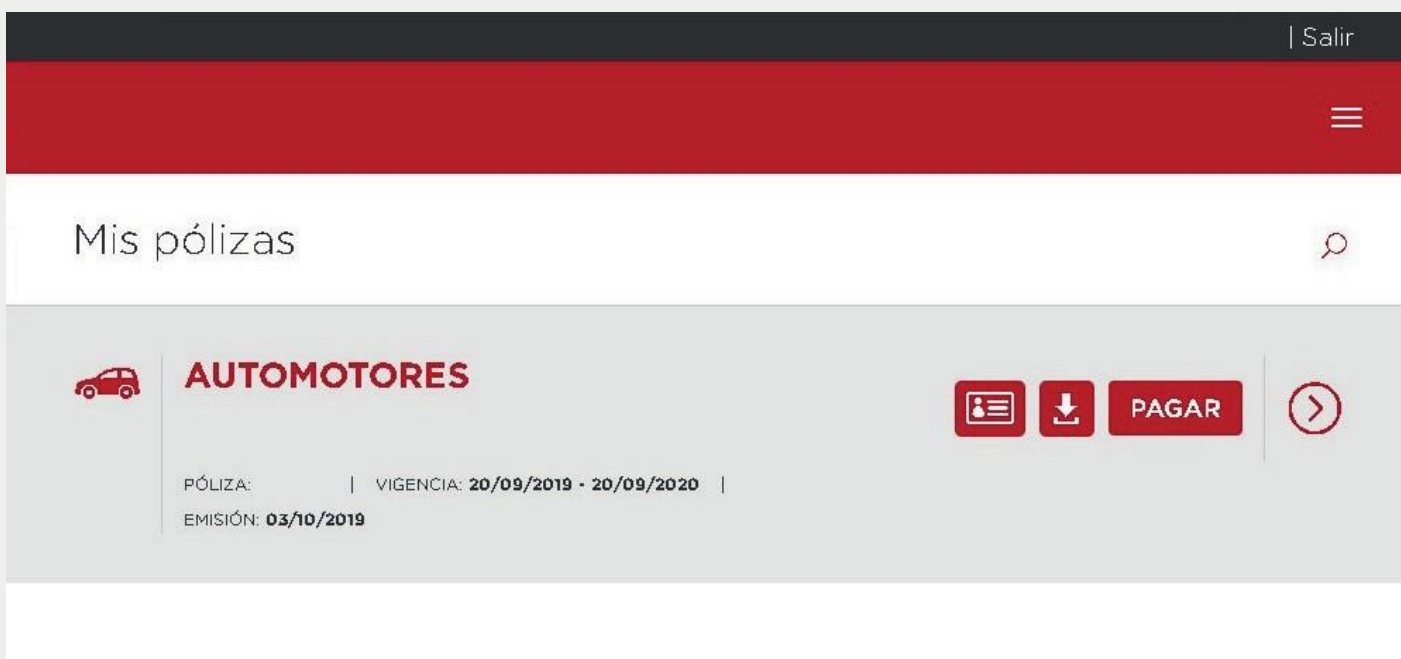 | Salir
Mis pólizas
AUTOMOTORES
PAGAR
PÓLIZA: | VIGENCIA: 20/09/2019 - 20/09/2020 |
EMISIÓN: 03/10/2019